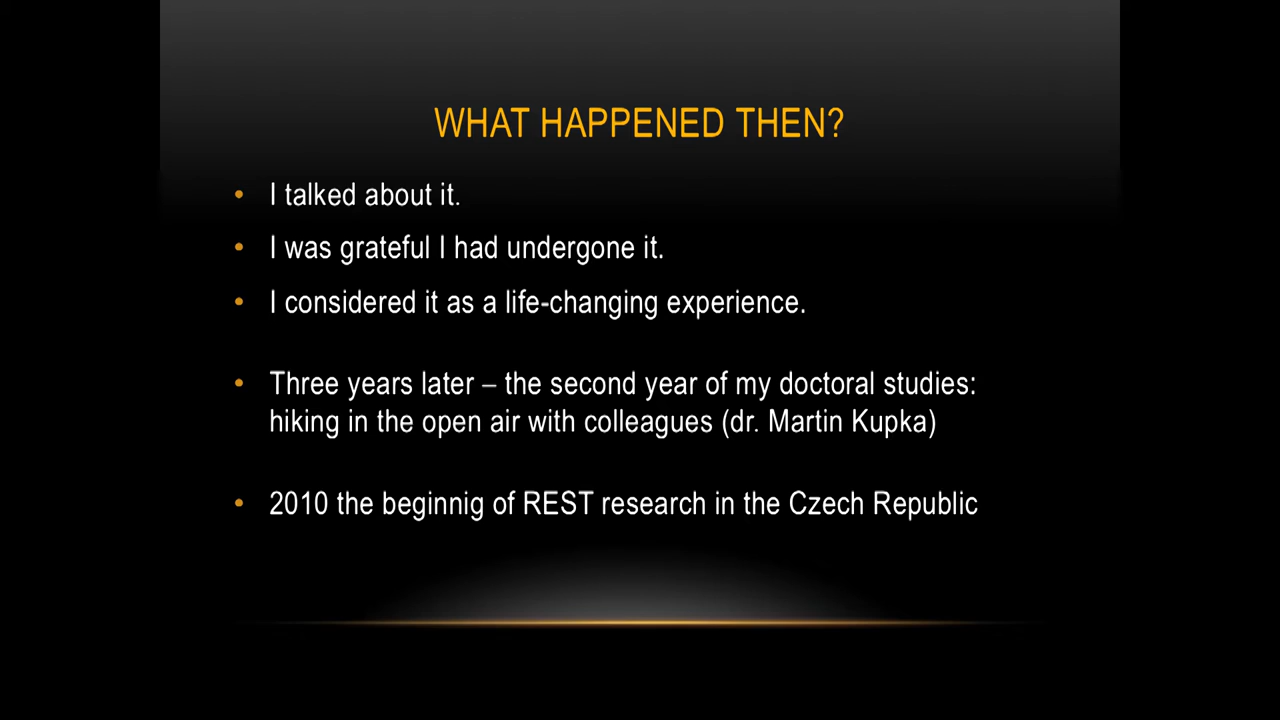 WHAT HAPPENED THEN?
• I talked about it.
• I was grateful I had undergone it.
• I considered it as a life-changing experience.
• Three years later – the second year of my doctoral studies:
hiking in the open air with colleagues (dr. Martin Kupka)
• 2010 the beginnig of REST research in the Czech Republic